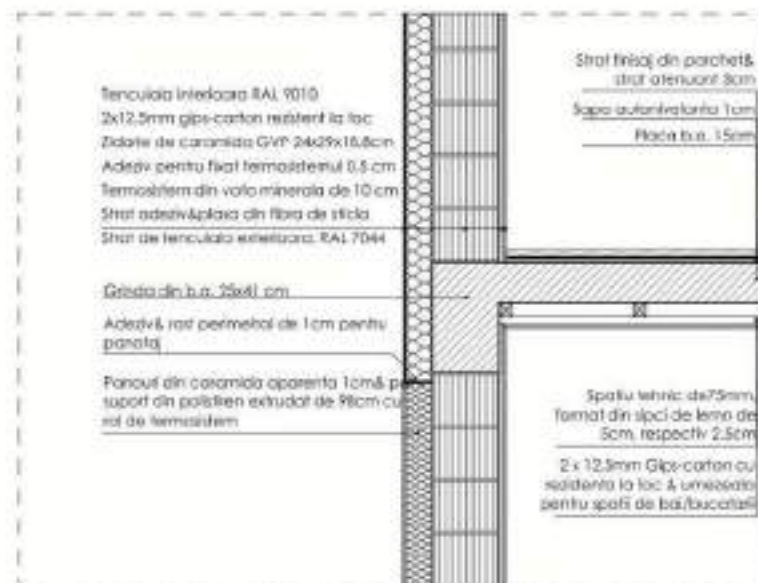 Tencuiala interioara RAL 9010
2x12.5mm gips-carton rezistent la foc
Zidarie de caramida GVP 24x29x18.8cm
Adeziv pentru fixat termosistemul 0.5 cm
Termosistem din vata minerala de 10 cm
Strat adeziv&plasa din fibra de sticla
Strat de tencuiala exterioara, RAL 7044
Grinda din b.a. 25x41 cm
Adeziv& rost perimetral de 1cm pentru
panotaj
Panouri din caramida aparenta 1cm& pe
suport din polistiren extrudat de 98cm cu
rol de termosistem
Strat finisaj din parchet&
strat atenuant 3cm
Sapa autonivelanta 1cm
Placa b.a. 15cm
Spatiu tehnic de75mm,
format din sipci de lemn de
5cm, respectiv 2.5cm
2 x 12.5mm Gips-carton cu
rezistenta la foc & umezeala
pentru spatii de bai/bucatarii